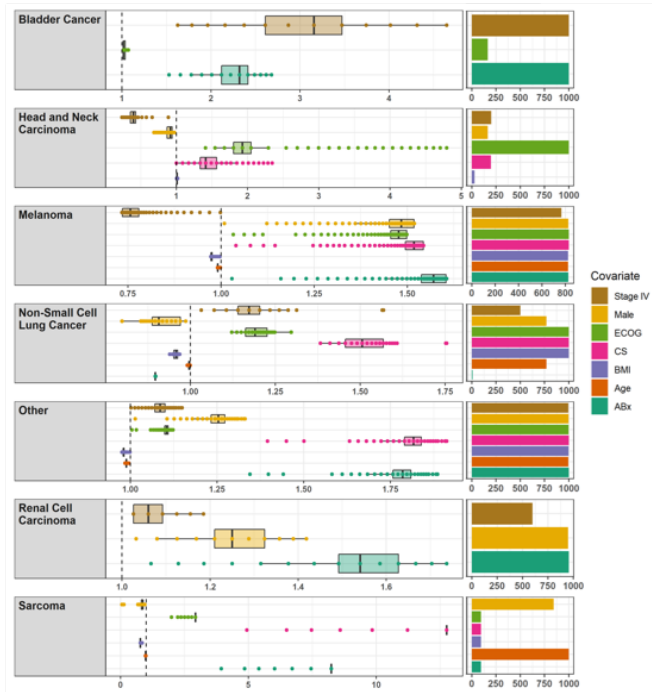 Bladder Cancer
1 2 3 4
0 250 500 750 1000
Head and Neck
Carcinoma
1 2 3 4 5
0 250 500 750 1000
Melanoma
0.75 1.00 1.25 1.50
0 200 400 600 800
Non-Small Cell
Lung Cancer
1.00 1.25 1.50 1.75
0 250 500 750 1000
Other
1.00 1.25 1.50 1.75
0 250 500 750 1000
Renal Cell
Carcinoma
1.0 1.2 1.4 1.6
0 250 500 750 1000
Sarcoma
0 5 10
0 250 500 750 1000
Covariate
Stage IV
Male
ECOG
CS
BMI
Age
ABx